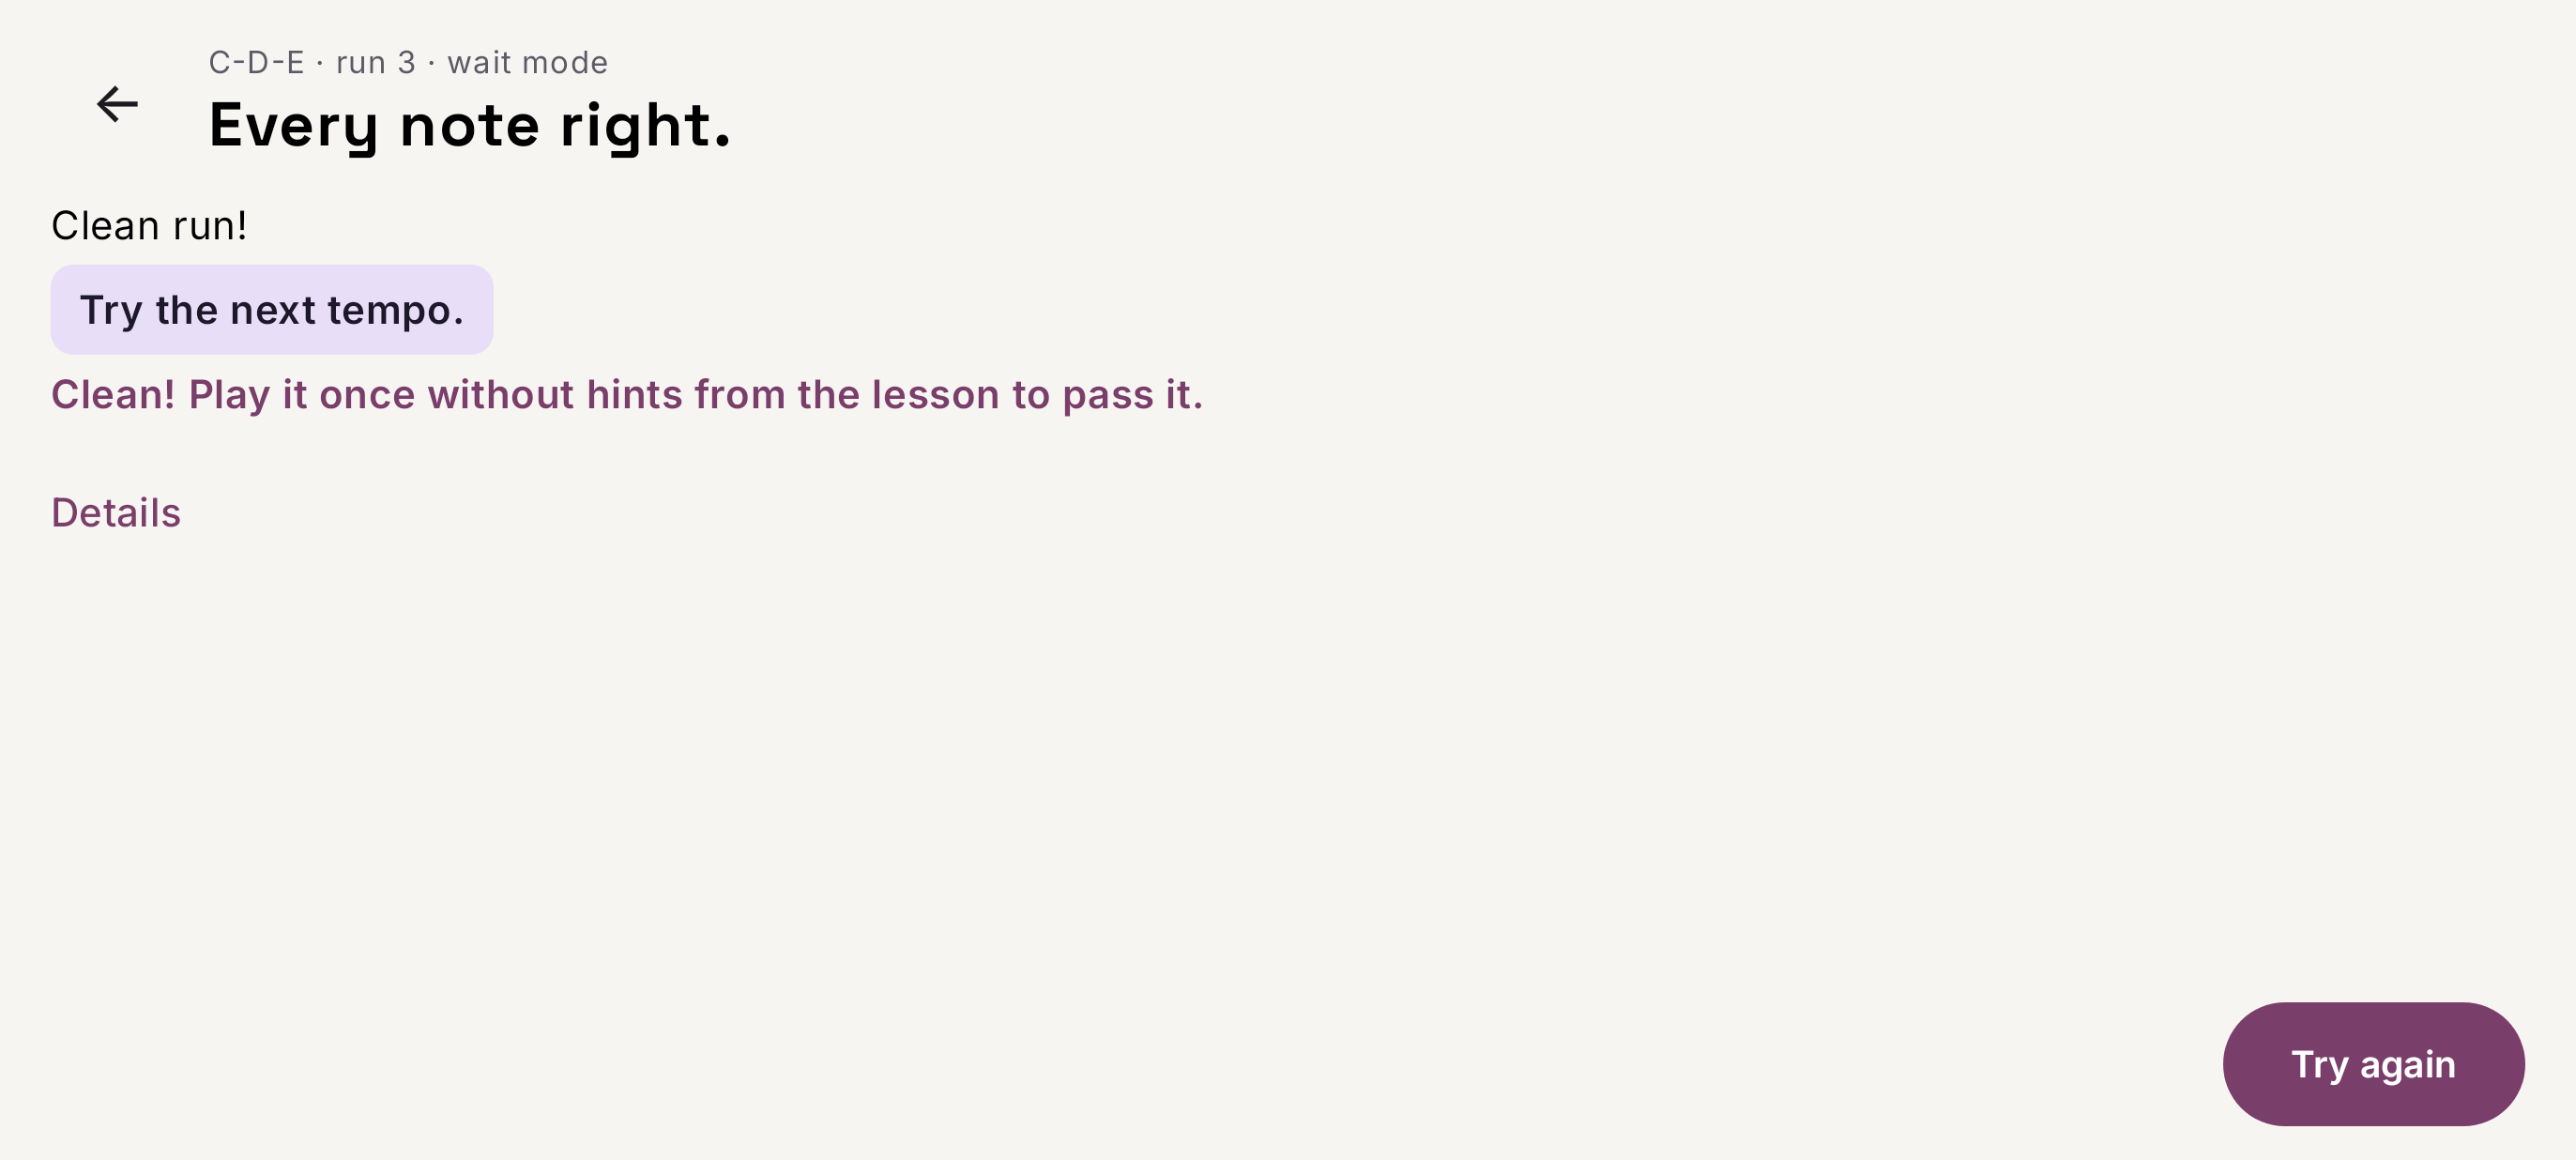 C-D-E · run 3 · wait mode
Every note right.
Clean run!
Try the next tempo.
Clean! Play it once without hints from the lesson to pass it.
Details
Try again